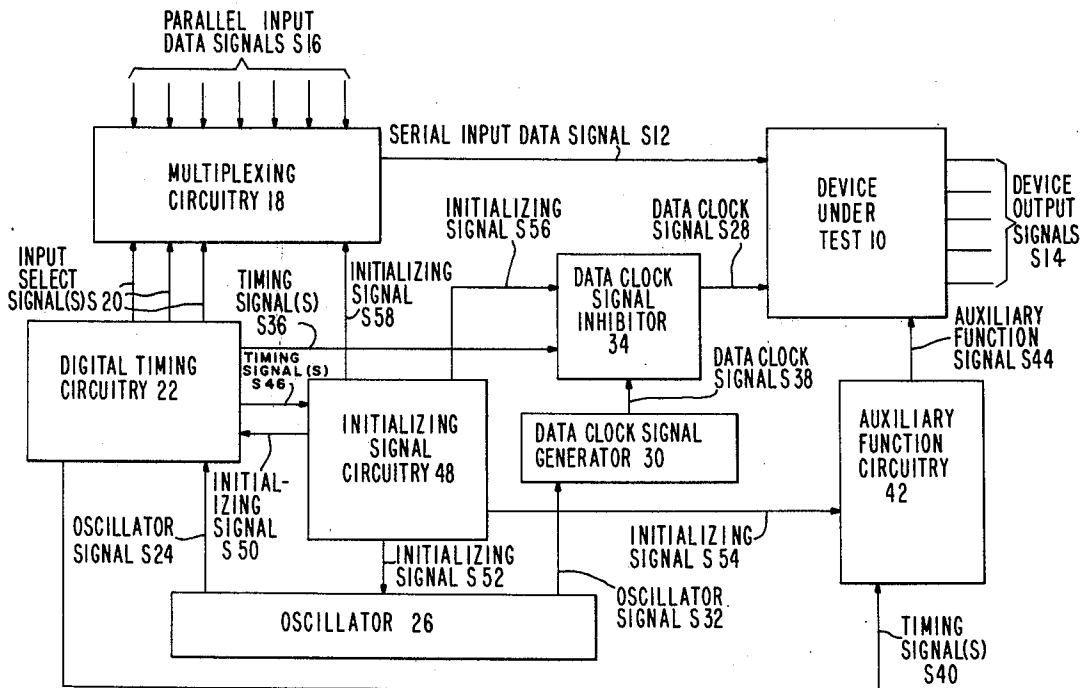 PARALLEL INPUT
DATA SIGNALS S16
MULTIPLEXING
CIRCUITRY 18
SERIAL INPUT DATA SIGNAL S12
DEVICE
UNDER
TEST 10
DEVICE
OUTPUT
SIGNALS
S14
INPUT
SELECT
SIGNAL(S) S 20
TIMING
SIGNAL(S)
S36
INITIALIZING
SIGNAL
S58
INITIALIZING
SIGNAL S56
DATA CLOCK
SIGNAL S28
DATA CLOCK
SIGNAL
INHIBITOR
34
AUXILIARY
FUNCTION
SIGNAL S44
DIGITAL TIMING
CIRCUITRY 22
TIMING
SIGNAL(S)
S46
INITIALIZING
SIGNAL
CIRCUITRY 48
DATA CLOCK
SIGNALS S38
DATA CLOCK SIGNAL
GENERATOR 30
AUXILIARY
FUNCTION
CIRCUITRY
42
OSCILLATOR
SIGNAL S24
INITIAL-
IZING
SIGNAL
S50
INITIALIZING
SIGNAL S52
INITIALIZING
SIGNAL S54
OSCILLATOR
SIGNAL S32
OSCILLATOR 26
TIMING
SIGNAL(S)
S40